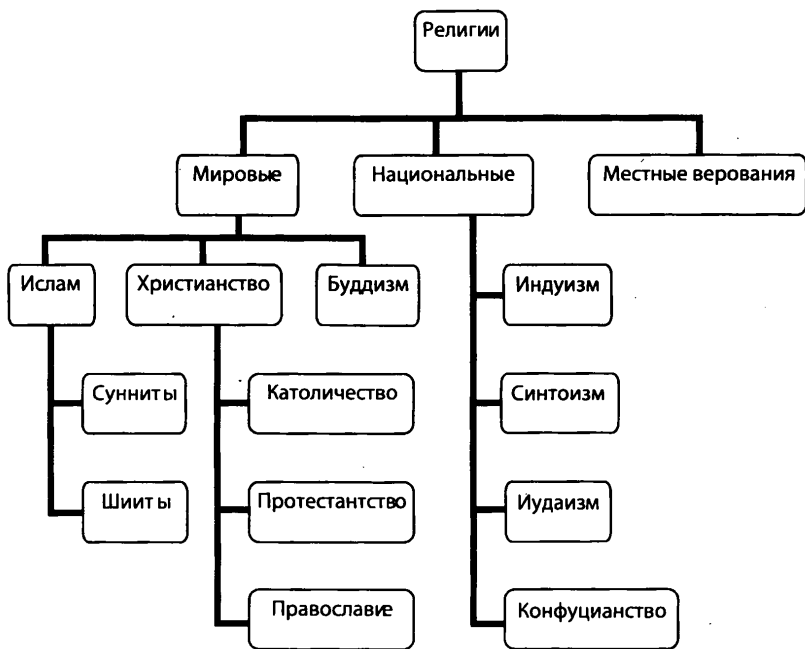 Религии
Мировые
Национальные
Местные верования
Ислам
Христианство
Буддизм
Индуизм
Сунниты
Католичество
Синтоизм
Шииты
Протестантство
Иудаизм
Православие
Конфуцианство